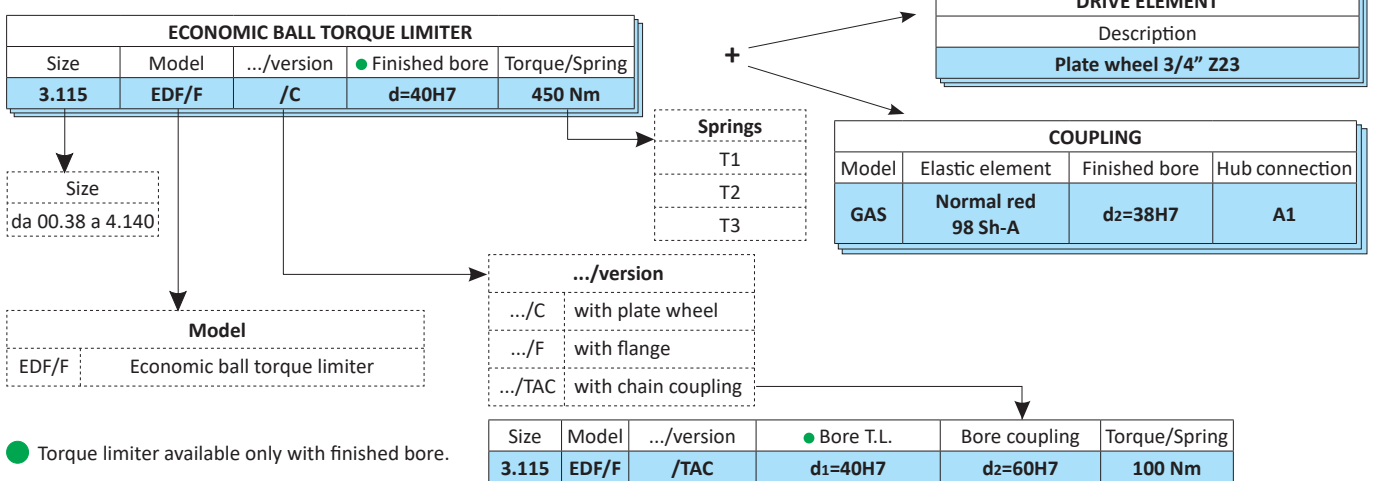 DRIVE ELEMENT
Description
Plate wheel 3/4” Z23
ECONOMIC BALL TORQUE LIMITER
Size Model .../version Finished bore Torque/Spring
3.115 EDF/F /C d=40H7 450 Nm
+
Springs
T1
T2
T3
COUPLING
Model Elastic element Finished bore Hub connection
GAS Normal red 98 Sh-A d2=38H7 A1
Size
da 00.38 a 4.140
.../version
.../C with plate wheel
.../F with flange
.../TAC with chain coupling
Model
EDF/F Economic ball torque limiter
Torque limiter available only with finished bore.
Size Model .../version Bore T.L. Bore coupling Torque/Spring
3.115 EDF/F /TAC d1=40H7 d2=60H7 100 Nm